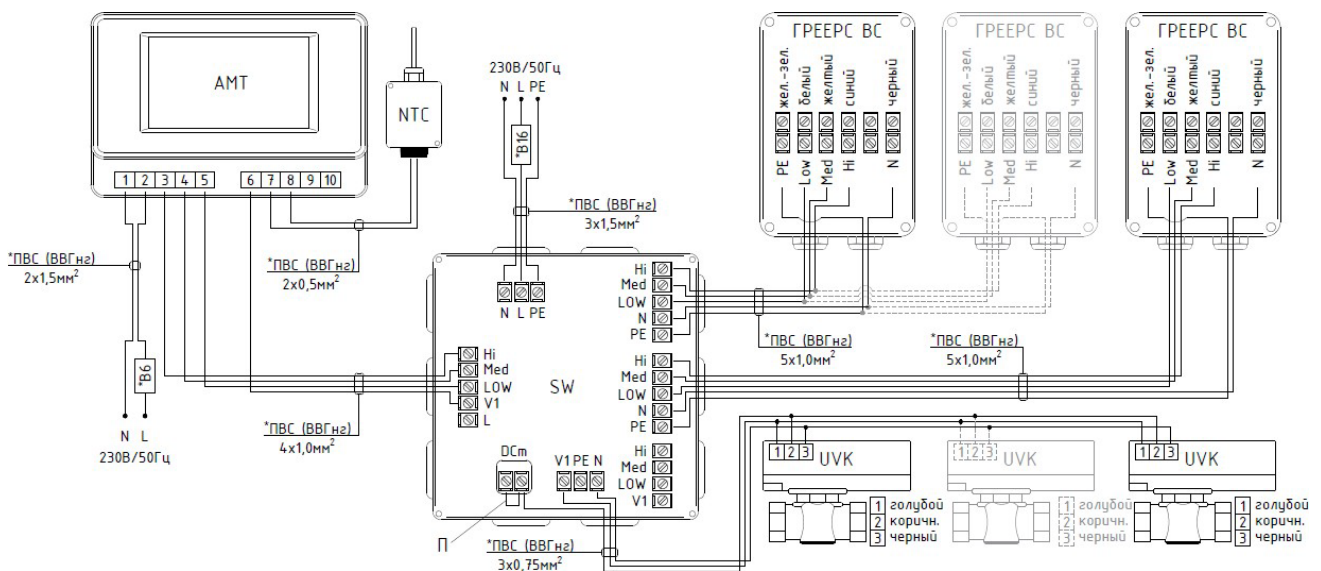 AMT
NTC
1 2 3 4 5 6 7 8 9 10
*ПВС (ВВГнг)
2х1,5мм²
*ПВС (ВВГнг)
2х0,5мм²
*B6
N L
230В/50Гц
*ПВС (ВВГнг)
4х1,0мм²
230В/50Гц
N L PE
*B16
*ПВС (ВВГнг)
3х1,5мм²
N L PE
SW
Hi
Med
LOW
V1
L
Hi
Med
LOW
N
PE
Hi
Med
LOW
N
PE
Hi
Med
LOW
V1
DCm
V1 PE N
П
*ПВС (ВВГнг)
3х0,75мм²
*ПВС (ВВГнг)
5х1,0мм²
*ПВС (ВВГнг)
5х1,0мм²
ГРЕЕРС ВС
жел.-зел.
белый
желтый
синий
черный
PE
Low
Med
Hi
N
ГРЕЕРС ВС
жел.-зел.
белый
желтый
синий
черный
PE
Low
Med
Hi
N
ГРЕЕРС ВС
жел.-зел.
белый
желтый
синий
черный
PE
Low
Med
Hi
N
1 2 3
UVK
1 голубой
2 коричн.
3 черный
1 2 3
UVK
1 голубой
2 коричн.
3 черный
1 2 3
UVK
1 голубой
2 коричн.
3 черный